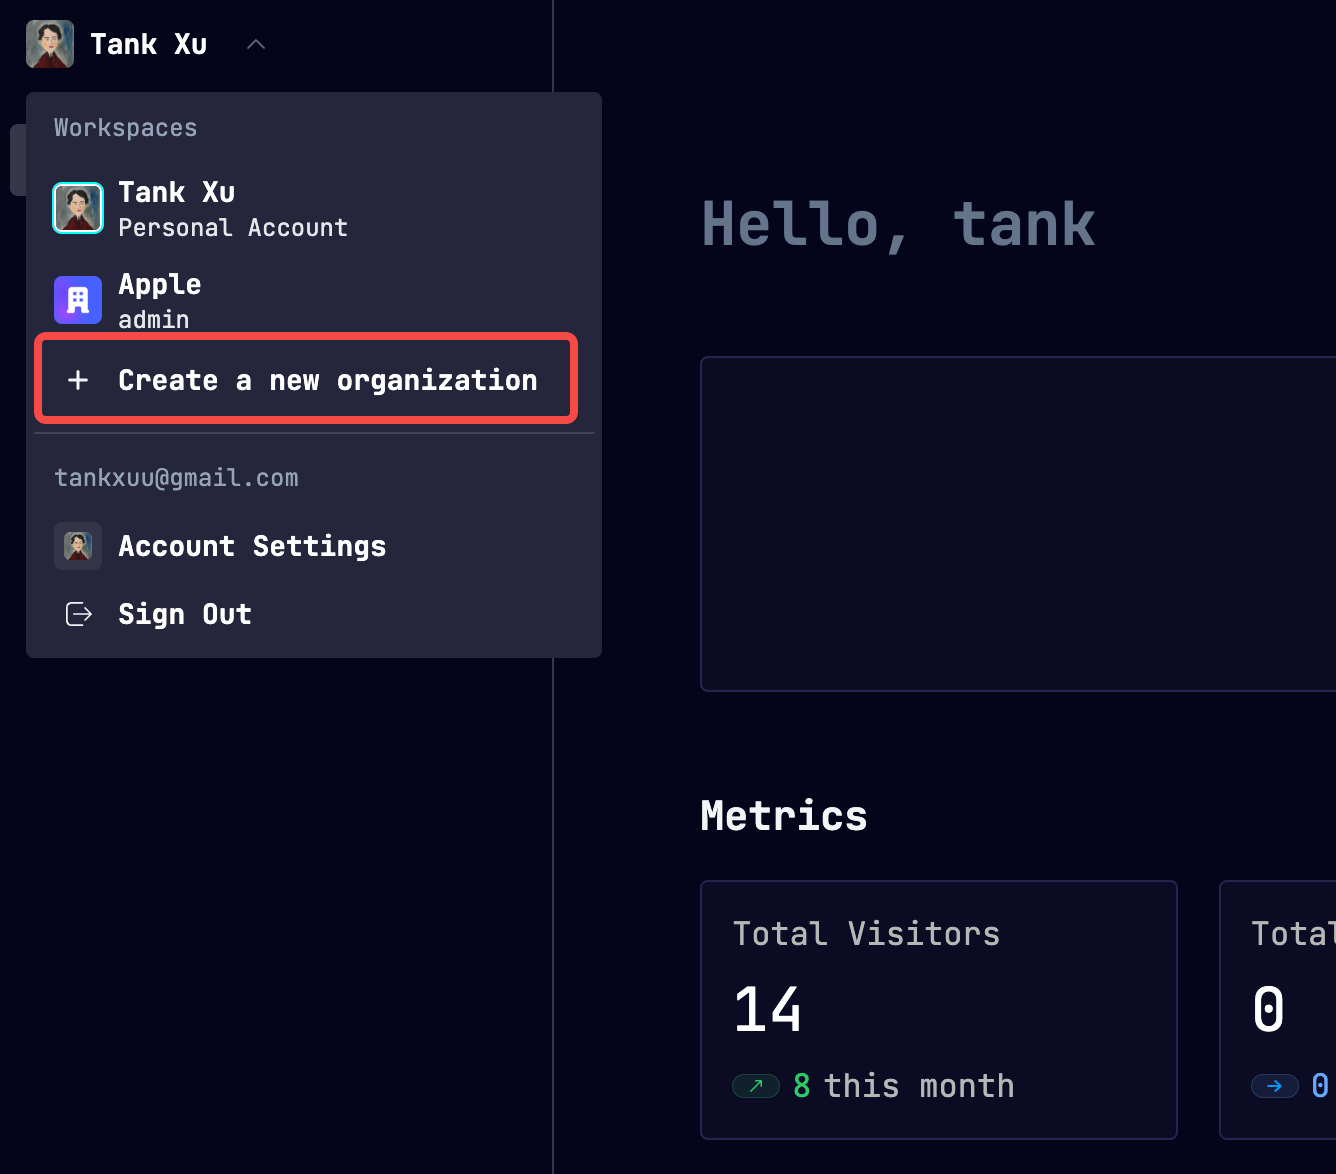 Tank Xu
Workspaces
Tank Xu
Personal Account
Apple
admin
Create a new organization
tankxuu@gmail.com
Account Settings
Sign Out
Hello, tank
Metrics
Total Visitors
14
8 this month
Total
0
0